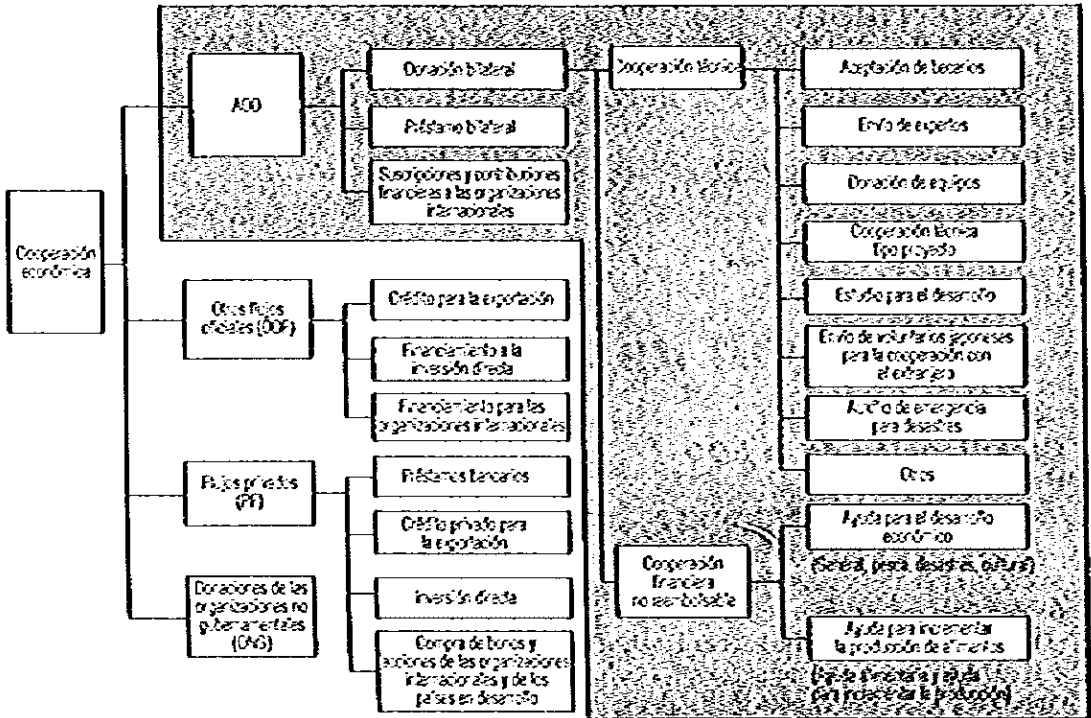 Cooperación
económica
AOD
Donación bilateral
Préstamo bilateral
Suscripciones y contribuciones
financieras a las organizaciones
internacionales
Otros flujos
oficiales (OOF)
Crédito para la exportación
Financiamiento a la
inversión directa
Financiamiento para las
organizaciones internacionales
Flujos privados
(PF)
Préstamos bancarios
Crédito privado para
la exportación
Inversión directa
Compra de bonos y
acciones de las organizaciones
internacionales y de los
países en desarrollo
Donaciones de las
organizaciones no
gubernamentales
(ONG)
Cooperación técnica
Aceptación de becarios
Envío de expertos
Donación de equipos
Cooperación técnica
tipo proyecto
Estudio para el desarrollo
Envío de voluntarios japoneses
para la cooperación con
el extranjero
Auxilio de emergencia
para desastres
Otros
Cooperación
financiera
no reembolsable
Ayuda para el desarrollo
económico
(General, pesca, desastres, cultural)
Ayuda para incrementar
la producción de alimentos
(Ayuda alimentaria y ayuda
para incrementar la producción)